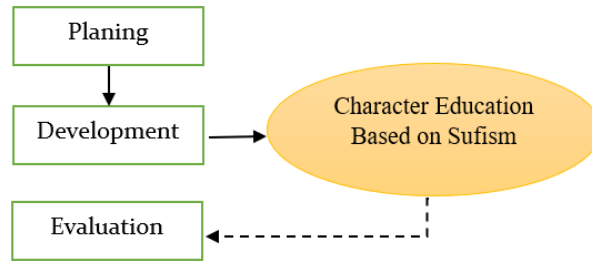 Planing
Development
Character Education
Based on Sufism
Evaluation